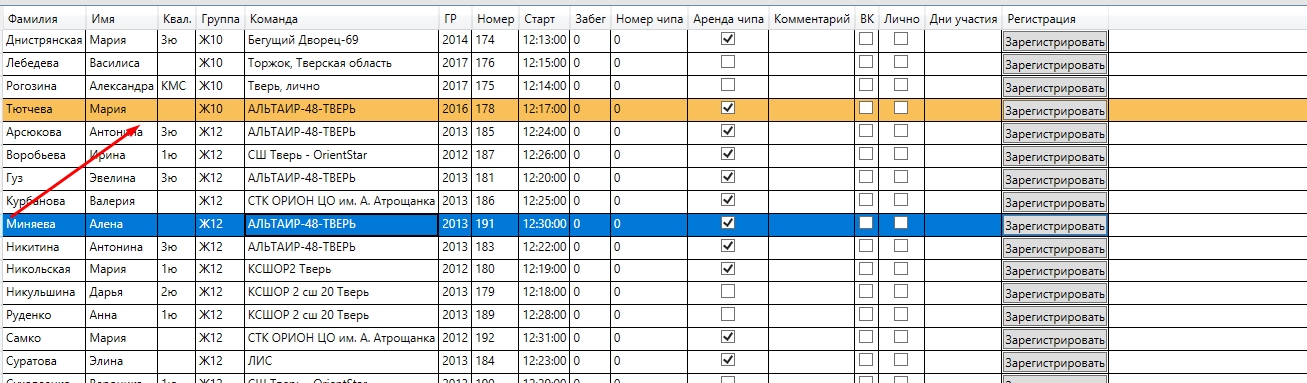 Фамилия Имя Квал. Группа Команда ГР Номер Старт Забег Номер чипа Аренда чипа Комментарий ВК Лично Дни участия Регистрация
Днистрянская Мария 3ю Ж10 Бегущий Дворец-69 2014 174 12:13:00 0 0 Зарегистрировать
Лебедева Василиса Ж10 Торжок, Тверская область 2017 176 12:15:00 0 0 Зарегистрировать
Рогозина Александра КМС Ж10 Тверь, лично 2017 175 12:14:00 0 0 Зарегистрировать
Тютчева Мария Ж10 АЛЬТАИР-48-ТВЕРЬ 2016 178 12:17:00 0 0 Зарегистрировать
Арсюкова Антонина 3ю Ж12 АЛЬТАИР-48-ТВЕРЬ 2013 185 12:24:00 0 0 Зарегистрировать
Воробьева Ирина 1ю Ж12 СШ Тверь - OrientStar 2012 187 12:26:00 0 0 Зарегистрировать
Гуз Эвелина 3ю Ж12 АЛЬТАИР-48-ТВЕРЬ 2013 181 12:20:00 0 0 Зарегистрировать
Курбанова Валерия Ж12 СТК ОРИОН ЦО им. А. Атрощанка 2013 186 12:25:00 0 0 Зарегистрировать
Миняева Алена Ж12 АЛЬТАИР-48-ТВЕРЬ 2013 191 12:30:00 0 0 Зарегистрировать
Никитина Антонина 3ю Ж12 АЛЬТАИР-48-ТВЕРЬ 2013 183 12:22:00 0 0 Зарегистрировать
Никольская Мария 1ю Ж12 КСШОР2 Тверь 2012 180 12:19:00 0 0 Зарегистрировать
Никульшина Дарья 2ю Ж12 КСШОР 2 сш 20 Тверь 2013 179 12:18:00 0 0 Зарегистрировать
Руденко Анна 1ю Ж12 КСШОР 2 сш 20 Тверь 2013 189 12:28:00 0 0 Зарегистрировать
Самко Мария Ж12 СТК ОРИОН ЦО им. А. Атрощанка 2012 192 12:31:00 0 0 Зарегистрировать
Суратова Элина Ж12 ЛИС 2013 184 12:23:00 0 0 Зарегистрировать